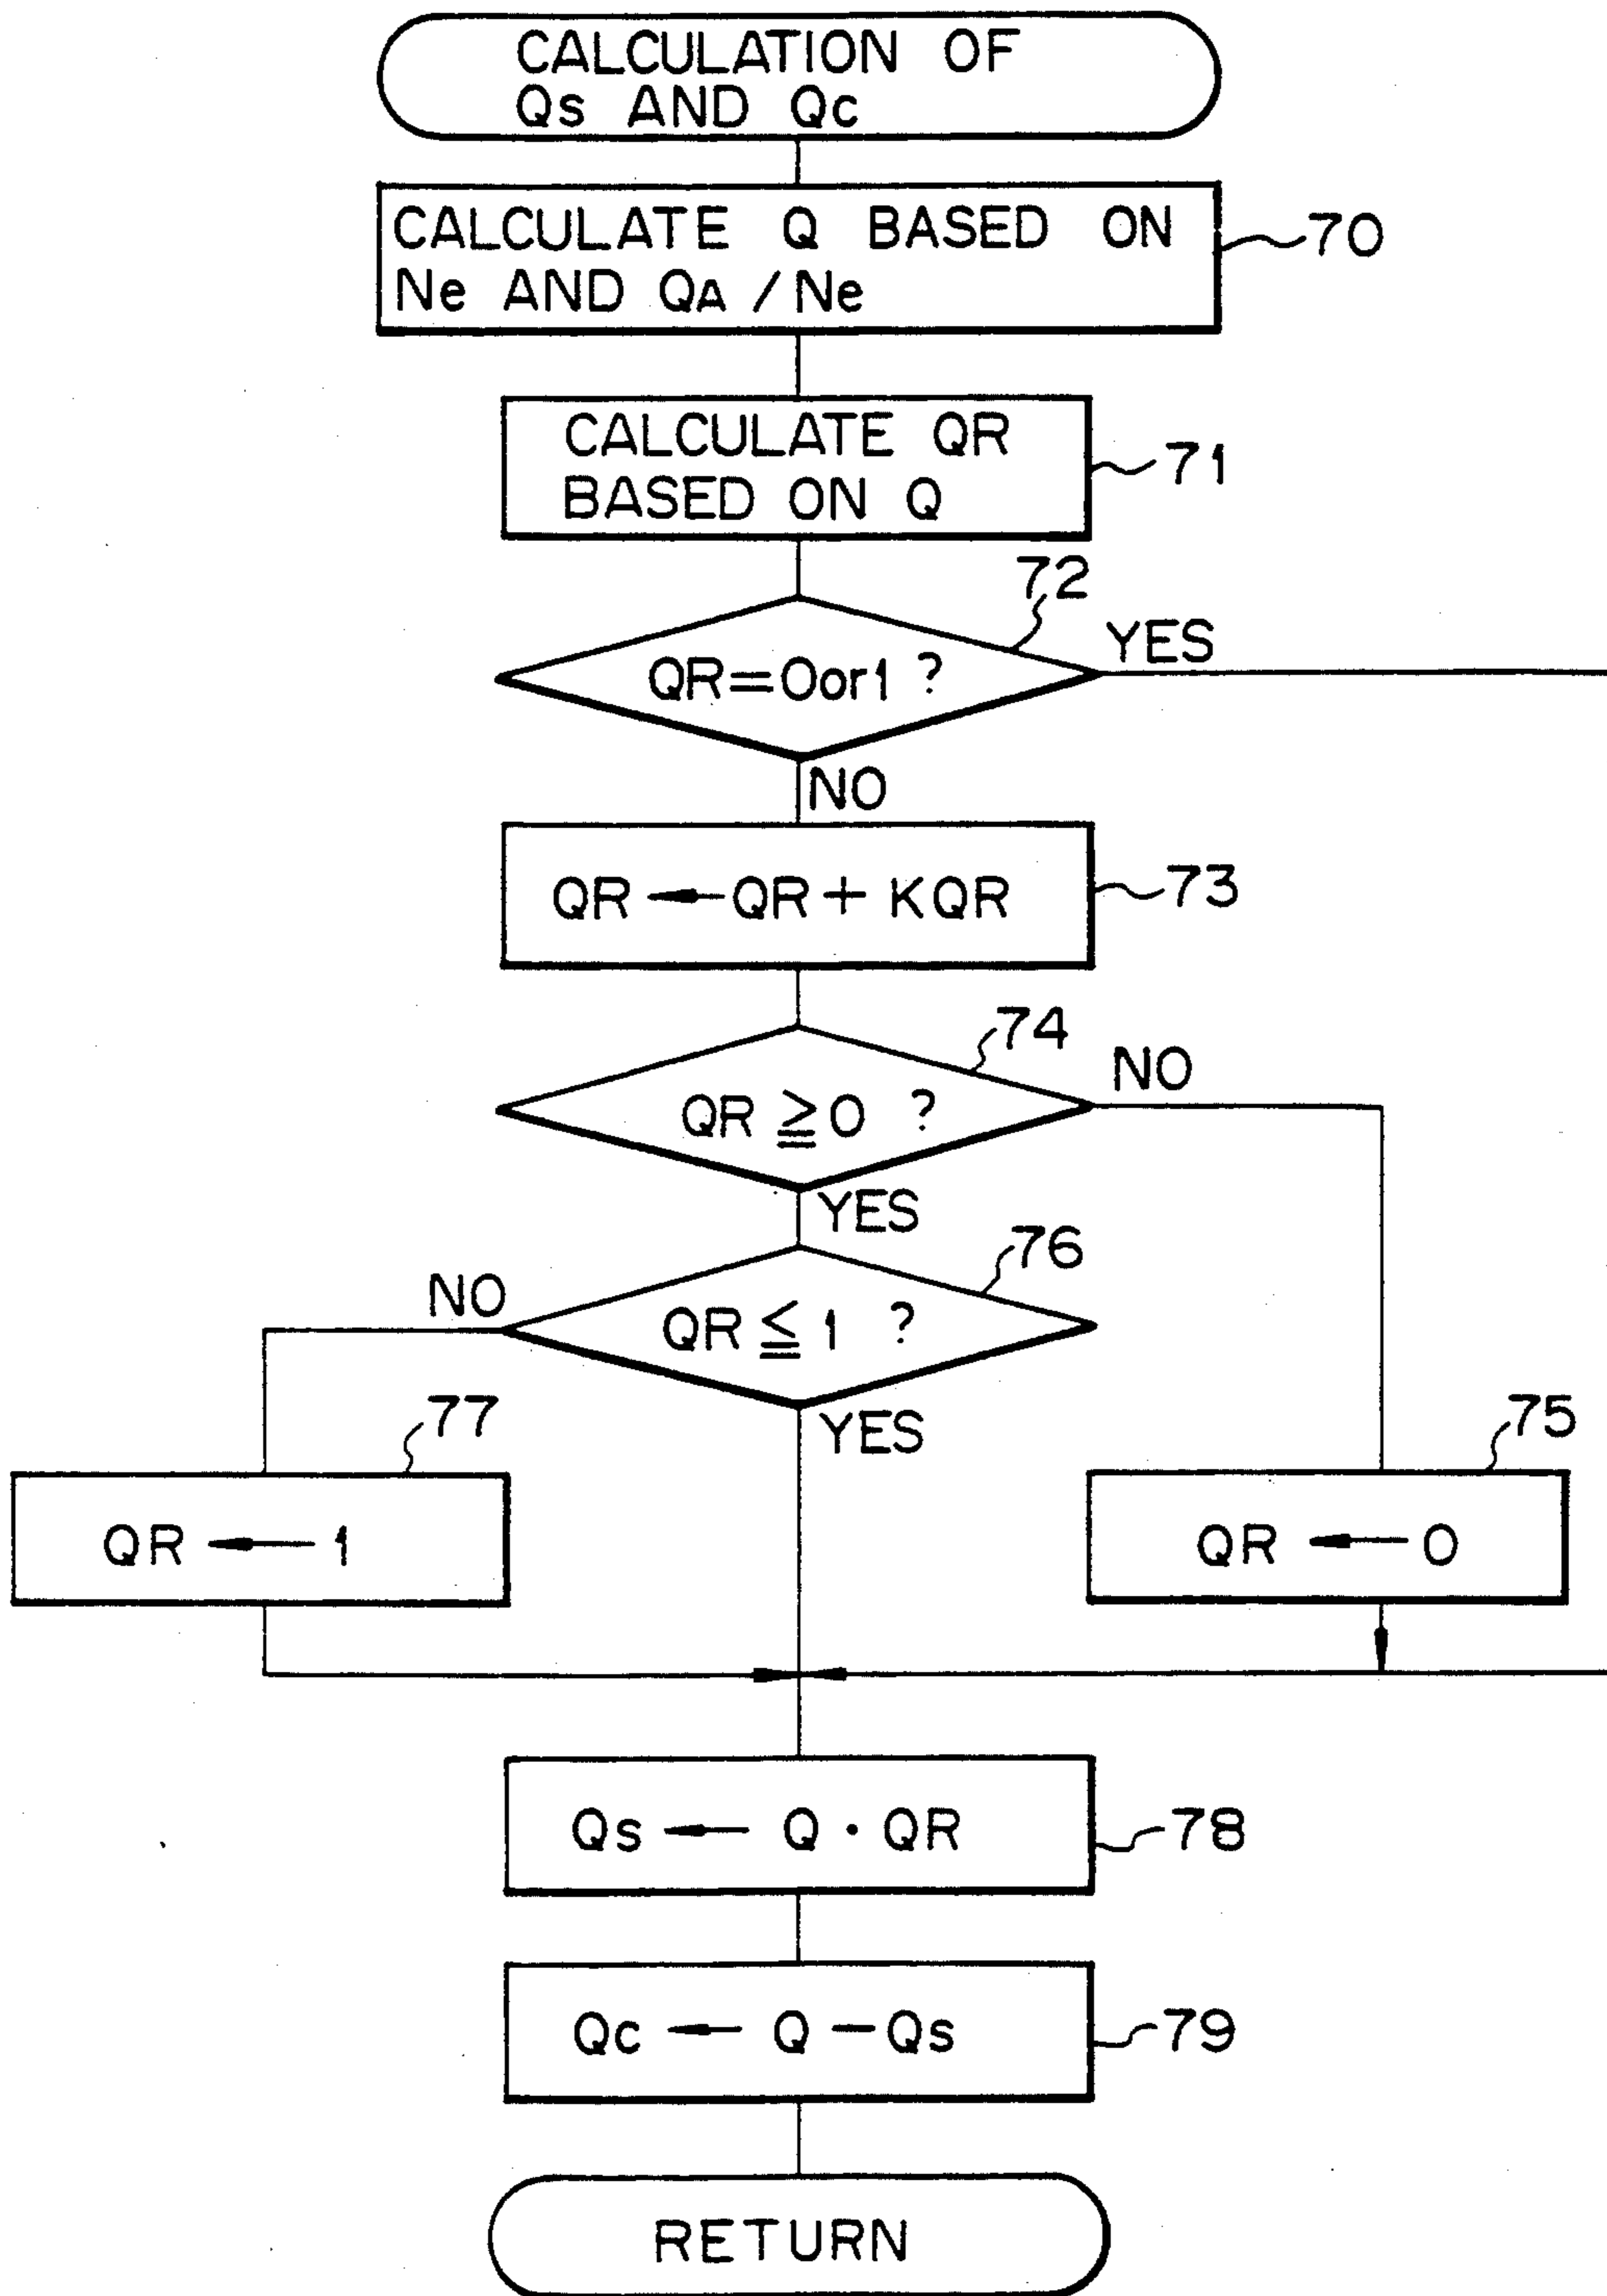 CALCULATION OF
Qs AND Qc
CALCULATE Q BASED ON
Ne AND QA / Ne
70
CALCULATE QR
BASED ON Q
71
72
QR=0or1 ?
YES
NO
QR ← QR + KQR
73
74
QR ≧ 0 ?
NO
YES
76
QR ≦ 1 ?
NO
YES
77
QR ← 1
75
QR ← 0
Qs ← Q · QR
78
Qc ← Q − Qs
79
RETURN